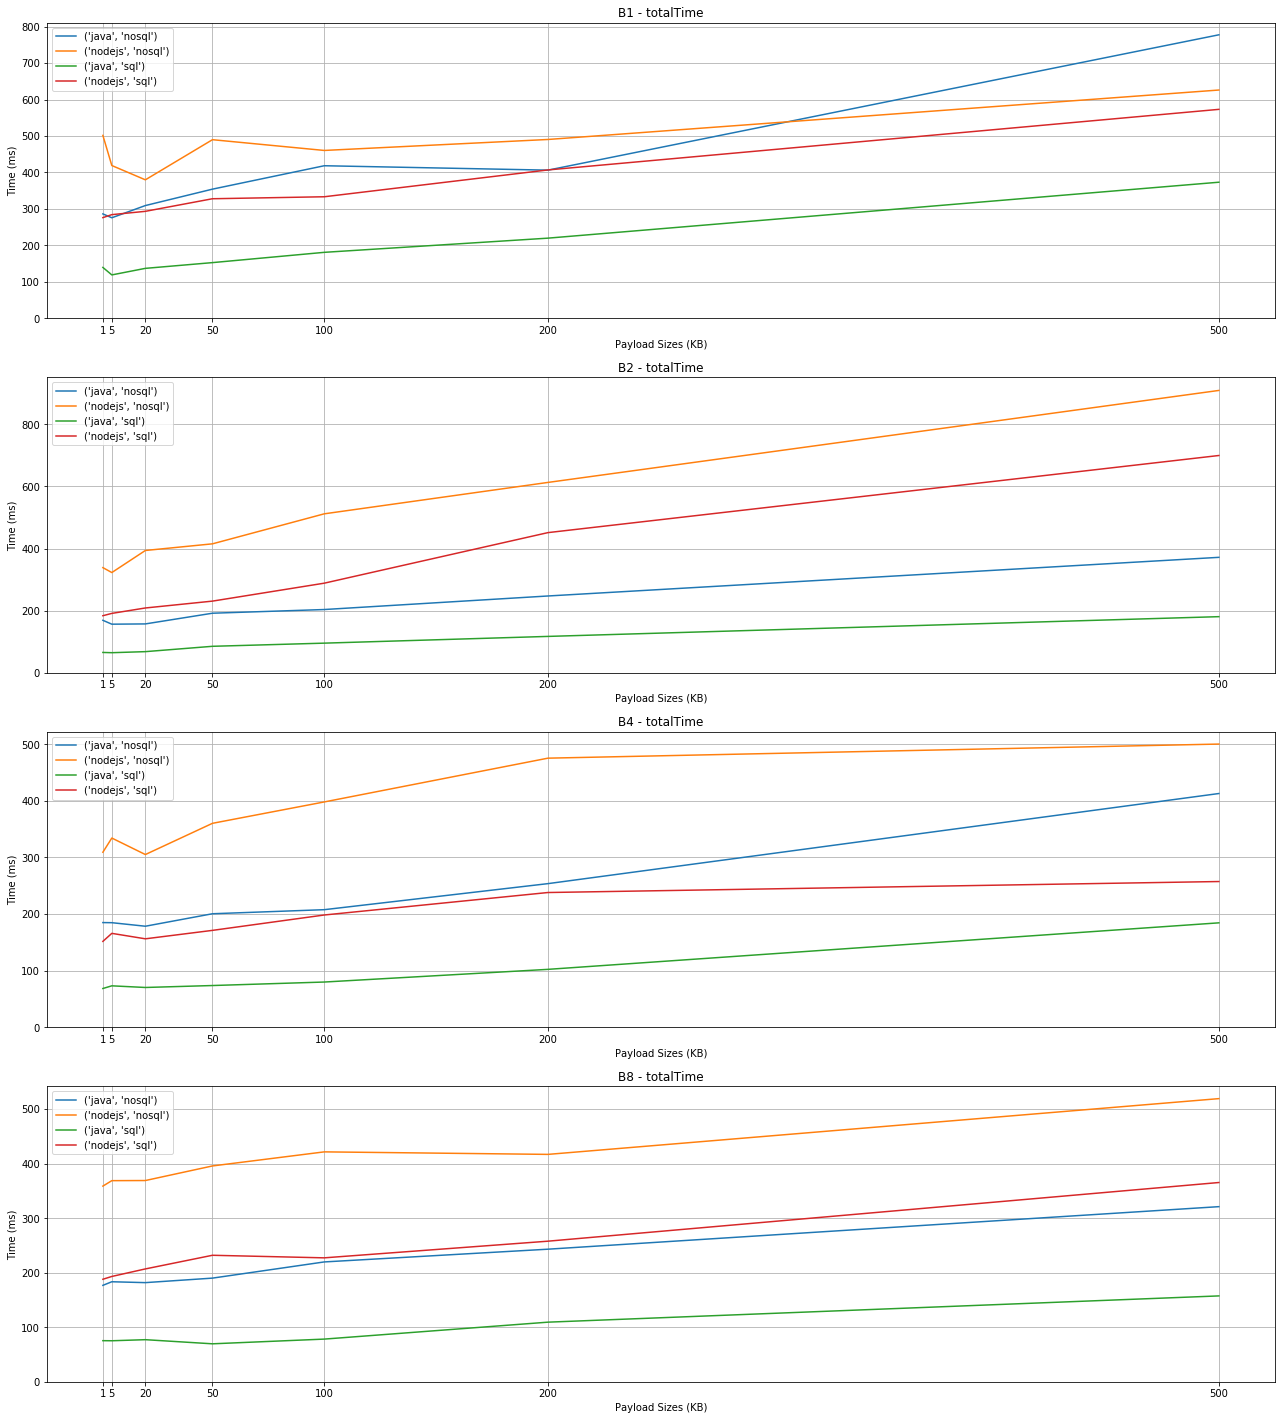 B1 - totalTime
('java', 'nosql')
('nodejs', 'nosql')
('java', 'sql')
('nodejs', 'sql')
Time (ms)
800
700
600
500
400
300
200
100
0
1 5 20 50 100 200 500
Payload Sizes (KB)
B2 - totalTime
('java', 'nosql')
('nodejs', 'nosql')
('java', 'sql')
('nodejs', 'sql')
Time (ms)
800
600
400
200
0
1 5 20 50 100 200 500
Payload Sizes (KB)
B4 - totalTime
('java', 'nosql')
('nodejs', 'nosql')
('java', 'sql')
('nodejs', 'sql')
Time (ms)
500
400
300
200
100
0
1 5 20 50 100 200 500
Payload Sizes (KB)
B8 - totalTime
('java', 'nosql')
('nodejs', 'nosql')
('java', 'sql')
('nodejs', 'sql')
Time (ms)
500
400
300
200
100
0
1 5 20 50 100 200 500
Payload Sizes (KB)